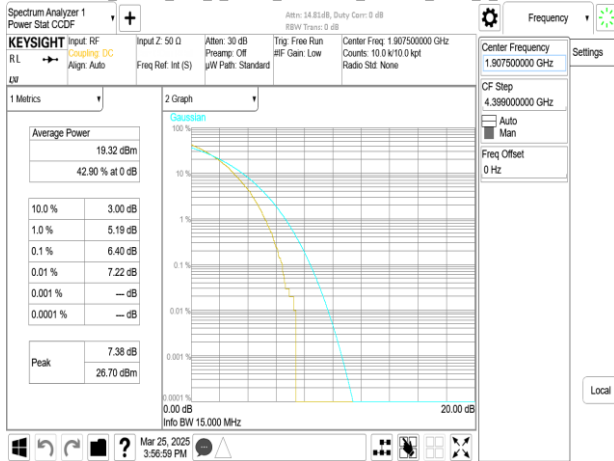 Spectrum Analyzer 1
Power Stat CCDF
Attn: 14.81dB, Duty Corr: 0 dB
RBW Trans: 0 dB
Frequency
KEYSIGHT
RL
Input: RF
Coupling: DC
Align: Auto
Input Z: 50 Ω
Freq Ref: Int (S)
Atten: 30 dB
Preamp: Off
µW Path: Standard
Trig: Free Run
#IF Gain: Low
Center Freq: 1.907500000 GHz
Counts: 10.0 k/10.0 kpt
Radio Std: None
LXI
Center Frequency
1.907500000 GHz
Settings
CF Step
4.399000000 GHz
Auto
Man
Freq Offset
0 Hz
1 Metrics
2 Graph
Average Power
19.32 dBm
42.90 % at 0 dB
10.0 % 3.00 dB
1.0 % 5.19 dB
0.1 % 6.40 dB
0.01 % 7.22 dB
0.001 % --- dB
0.0001 % --- dB
Peak
7.38 dB
26.70 dBm
Gaussian
100 %
10 %
1 %
0.1 %
0.01 %
0.001 %
0.0001 %
0.00 dB 20.00 dB
Info BW 15.000 MHz
Local
?
Mar 25, 2025
3:56:59 PM